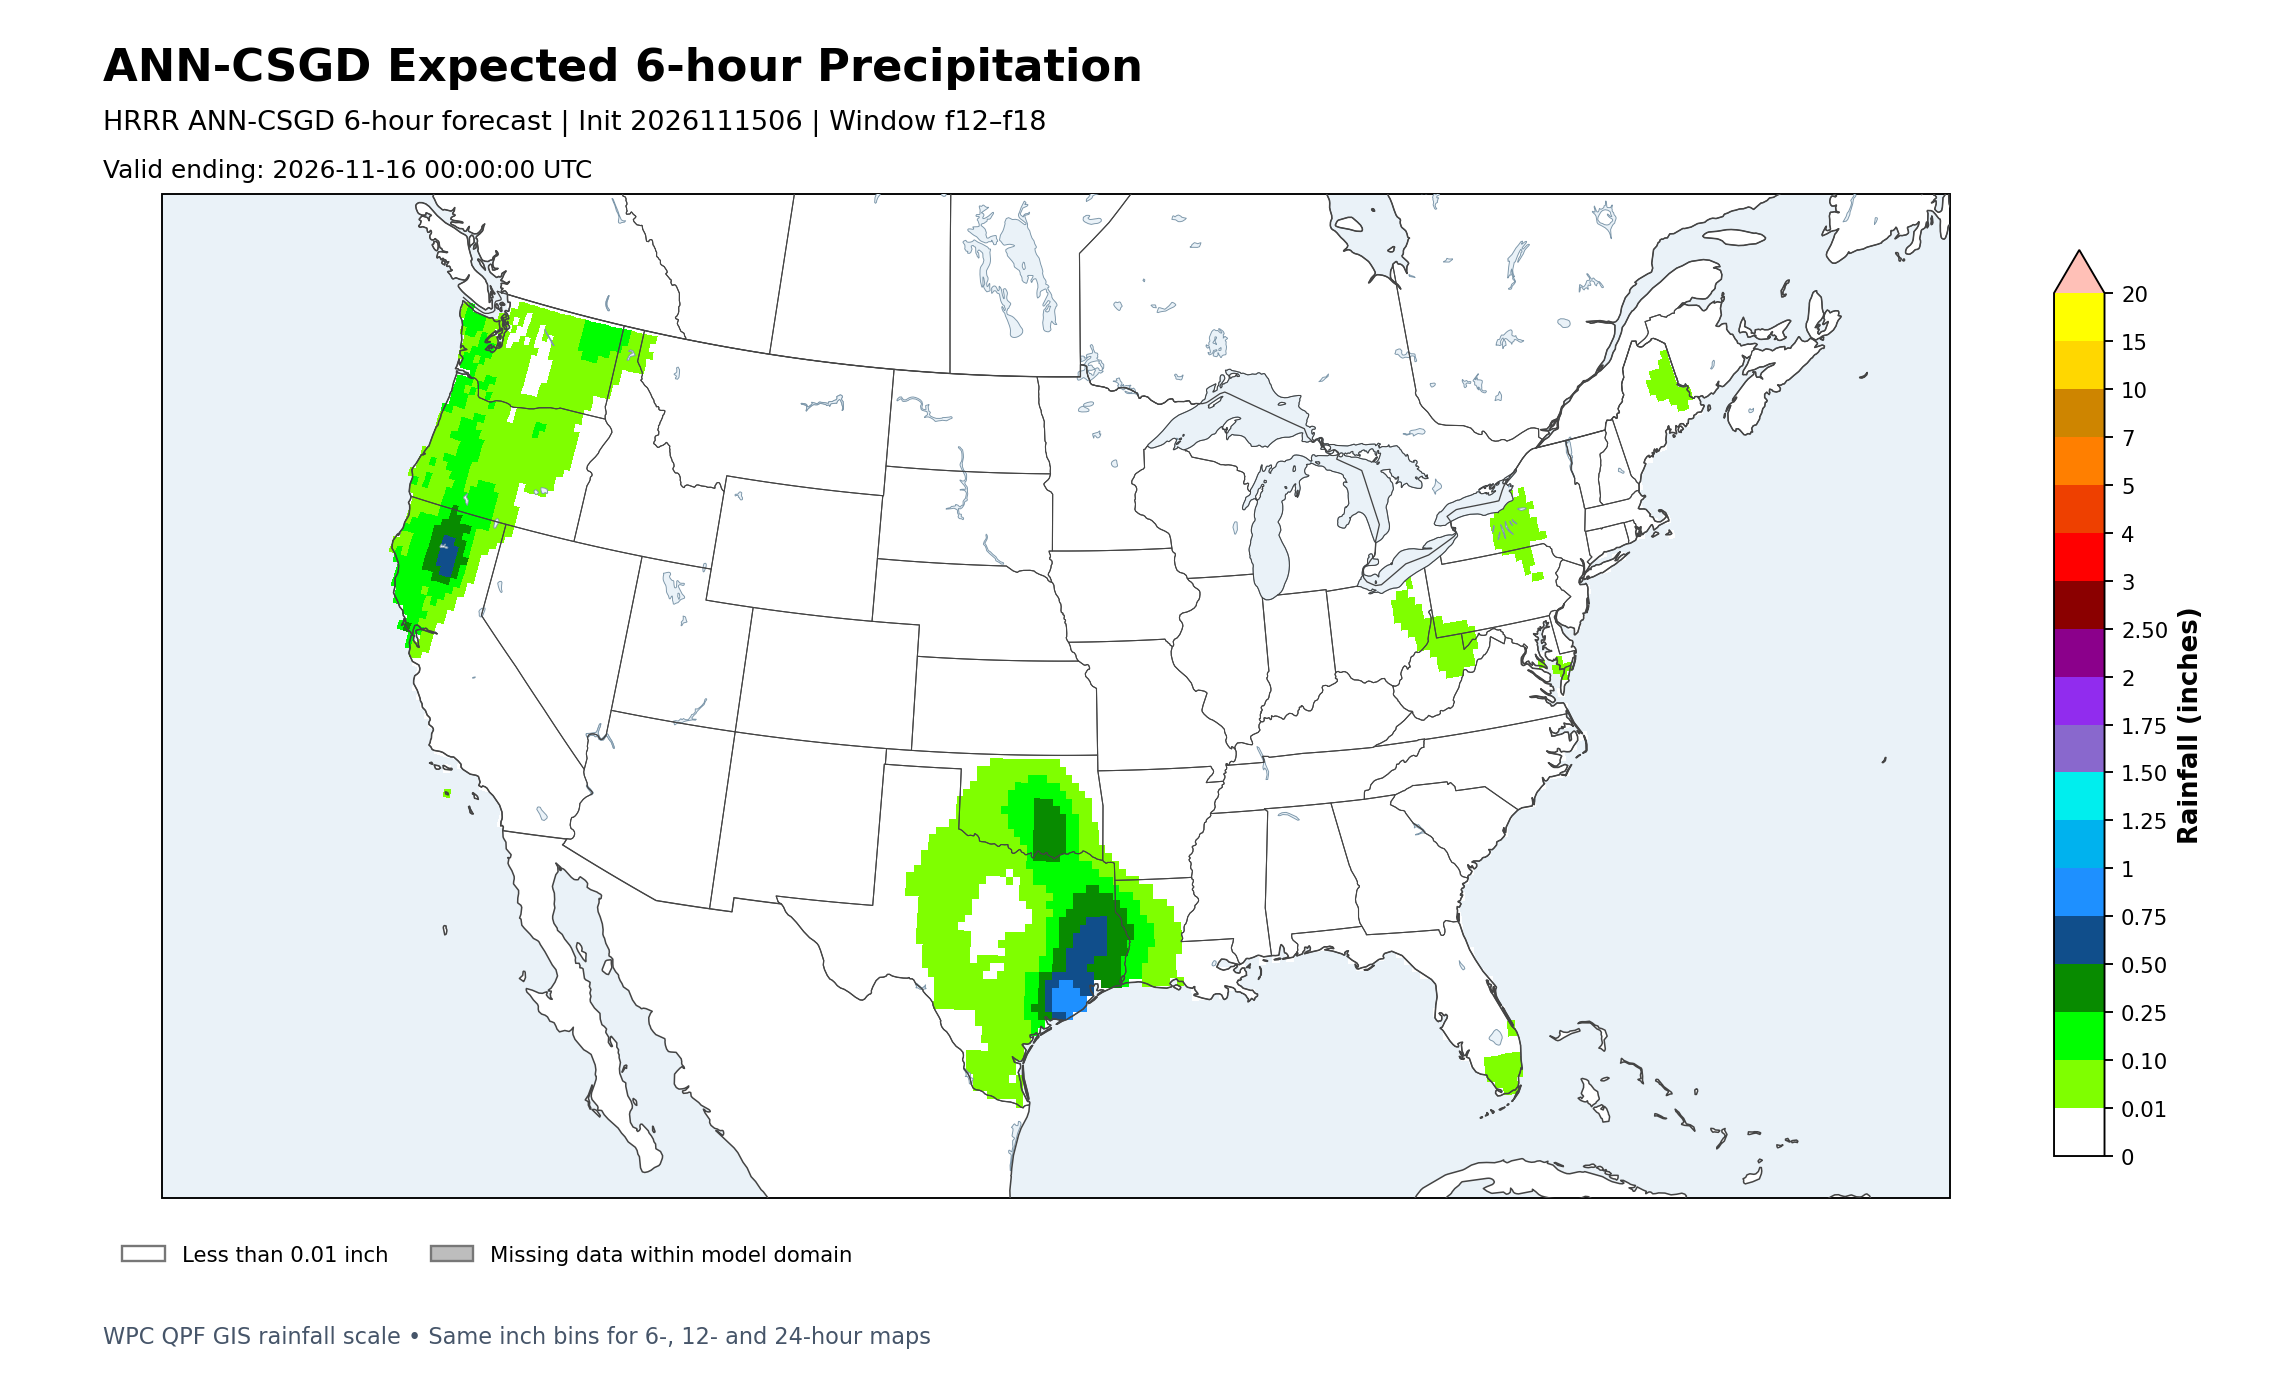 ANN-CSGD Expected 6-hour Precipitation
HRRR ANN-CSGD 6-hour forecast | Init 2026111506 | Window f12–f18
Valid ending: 2026-11-16 00:00:00 UTC
20
15
10
7
5
4
3
2.50
2
1.75
1.50
1.25
1
0.75
0.50
0.25
0.10
0.01
0
Rainfall (inches)
Less than 0.01 inch
Missing data within model domain
WPC QPF GIS rainfall scale • Same inch bins for 6-, 12- and 24-hour maps